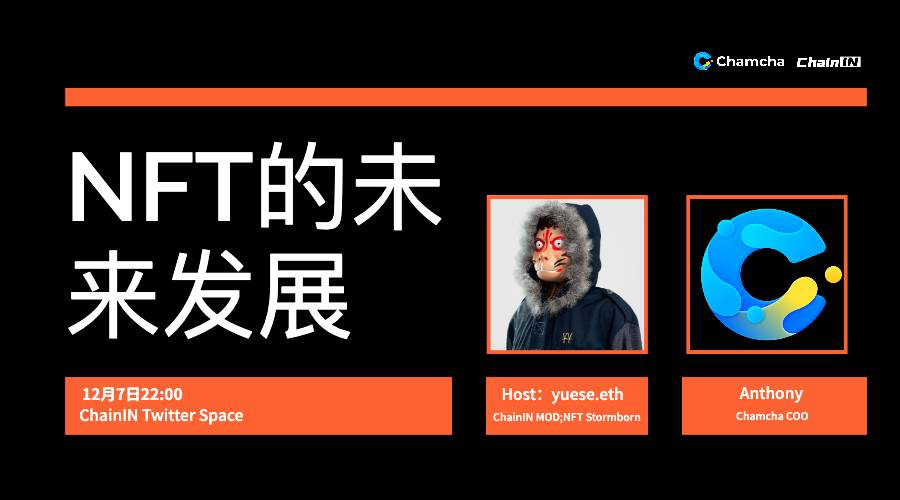 Chamcha ChainIN
NFT的未
来发展
12月7日22:00
ChainIN Twitter Space
Host：yuese.eth
ChainIN MOD;NFT Stormborn
Anthony
Chamcha COO